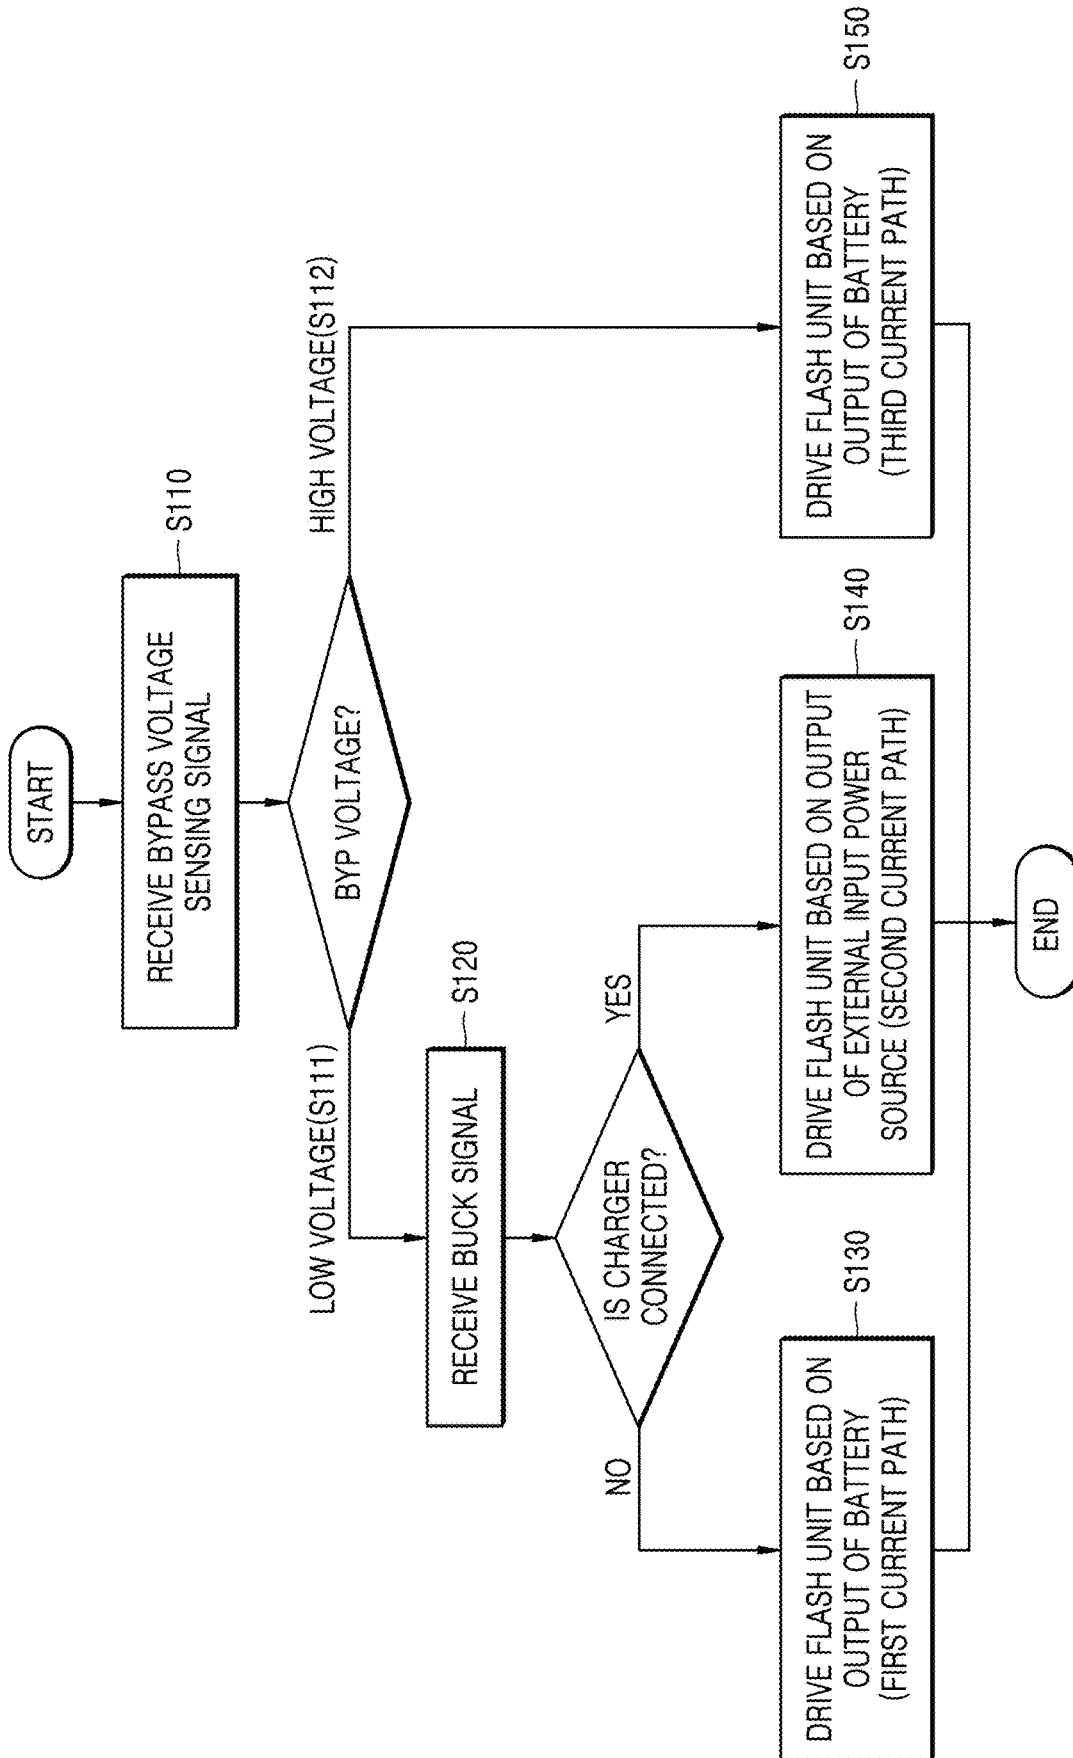 START
RECEIVE BYPASS VOLTAGE
SENSING SIGNAL
S110
BYP VOLTAGE?
LOW VOLTAGE(S111)
HIGH VOLTAGE(S112)
RECEIVE BUCK SIGNAL
S120
IS CHARGER
CONNECTED?
NO
YES
DRIVE FLASH UNIT BASED ON
OUTPUT OF BATTERY
(FIRST CURRENT PATH)
S130
DRIVE FLASH UNIT BASED ON OUTPUT
OF EXTERNAL INPUT POWER
SOURCE (SECOND CURRENT PATH)
S140
DRIVE FLASH UNIT BASED ON
OUTPUT OF BATTERY
(THIRD CURRENT PATH)
S150
END